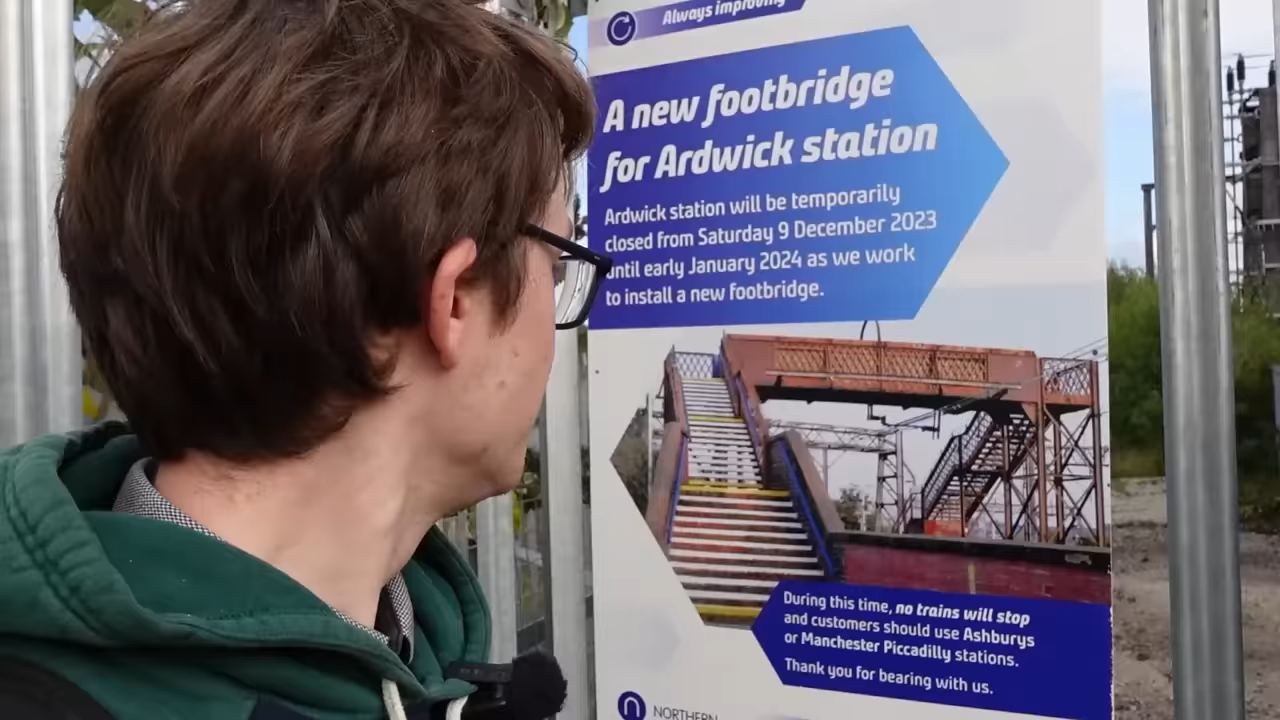 Always improving
A new footbridge
for Ardwick station
Ardwick station will be temporarily
closed from Saturday 9 December 2023
until early January 2024 as we work
to install a new footbridge.
During this time, no trains will stop
and customers should use Ashburys
or Manchester Piccadilly stations.
Thank you for bearing with us.
NORTHERN